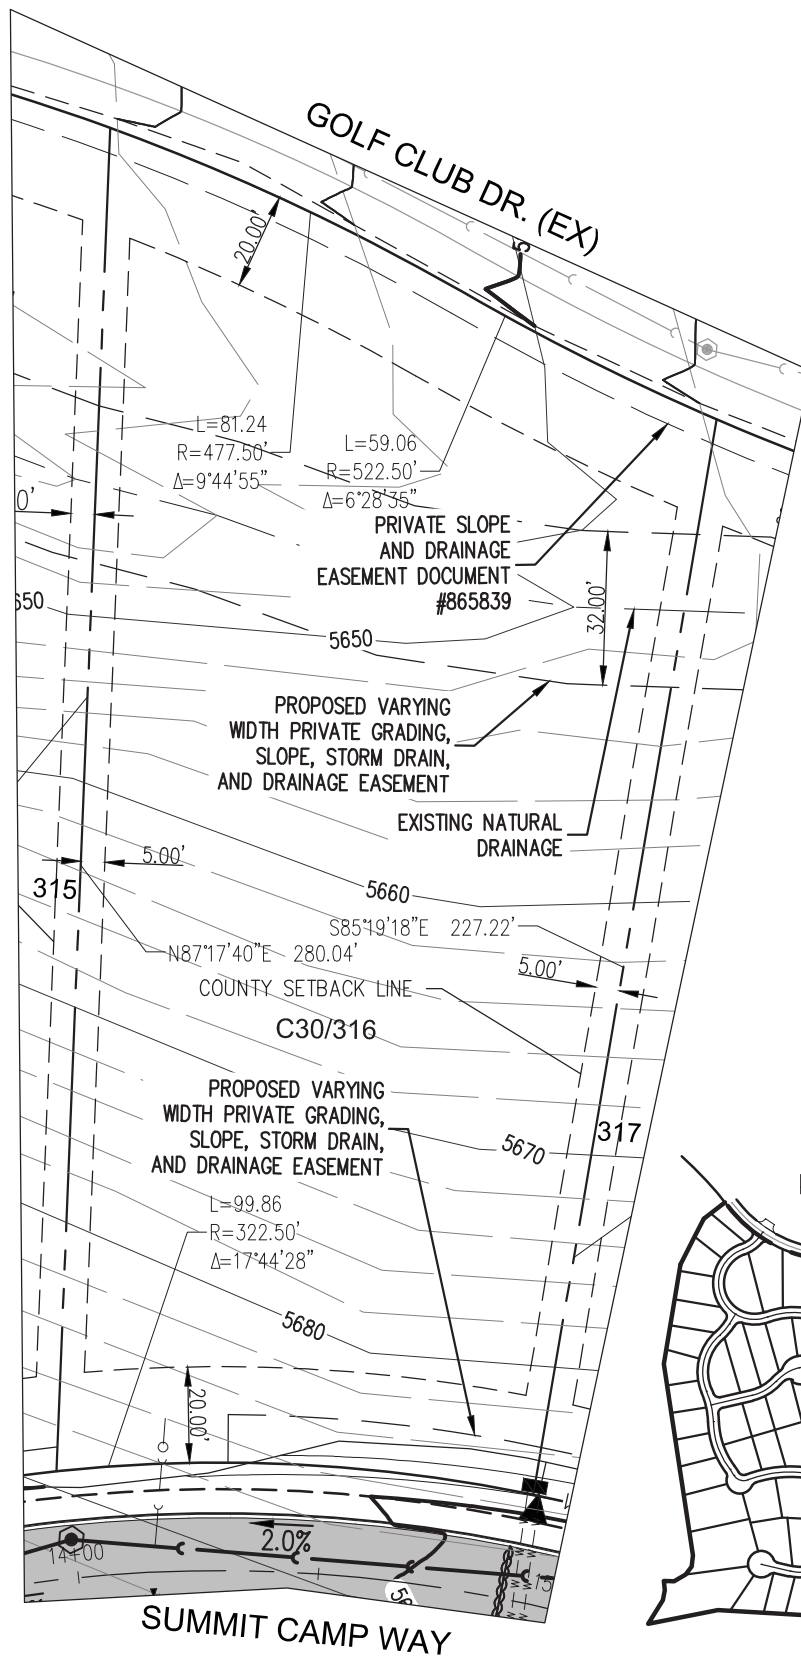 GOLF CLUB DR. (EX)
5
20.00'
L=81.24
R=477.50'
Δ=9°44'55"
L=59.06
R=522.50'
Δ=6°28'35"
0'
PRIVATE SLOPE
AND DRAINAGE
EASEMENT DOCUMENT
#865839
32.00'
650
5650
PROPOSED VARYING
WIDTH PRIVATE GRADING,
SLOPE, STORM DRAIN,
AND DRAINAGE EASEMENT
EXISTING NATURAL
DRAINAGE
5.00'
315
5660
S85°19'18"E 227.22'
N87°17'40"E 280.04'
5.00'
COUNTY SETBACK LINE
C30/316
PROPOSED VARYING
WIDTH PRIVATE GRADING,
SLOPE, STORM DRAIN,
AND DRAINAGE EASEMENT
317
5670
L=99.86
R=322.50'
Δ=17°44'28"
5680
20.00'
2.0%
14+00
15
56
W W W
W W W
SUMMIT CAMP WAY